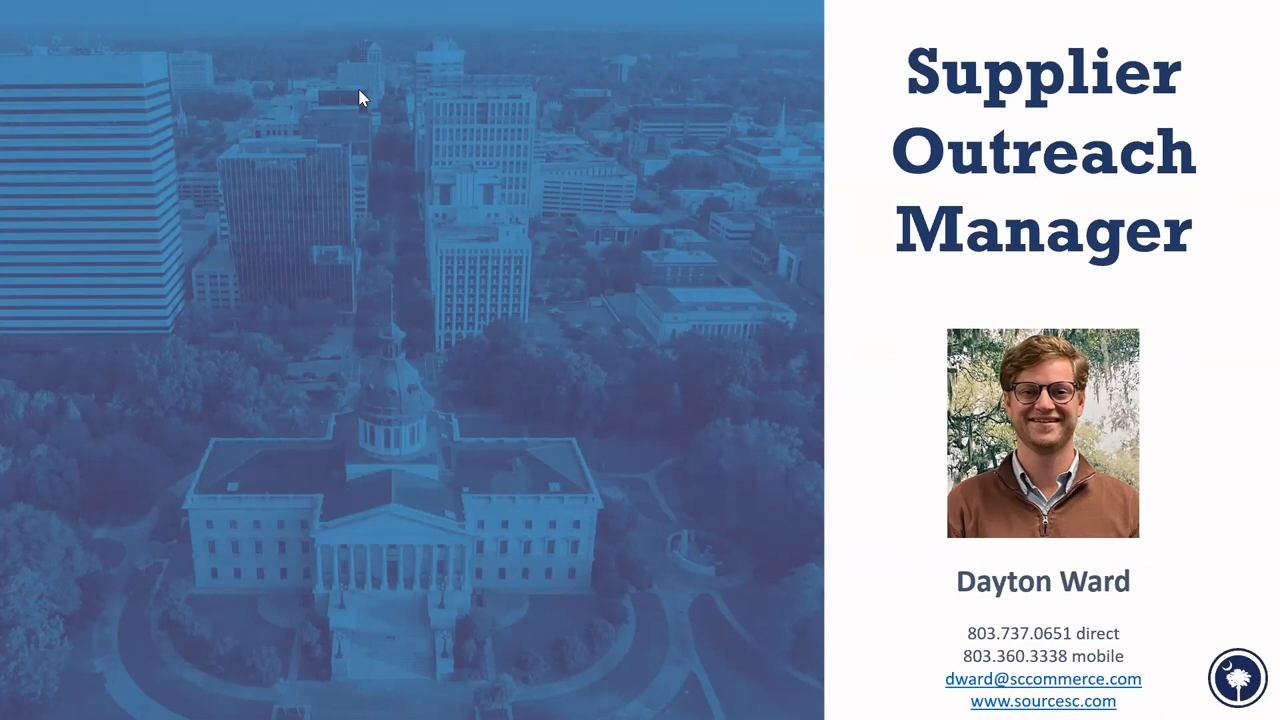 Supplier
Outreach
Manager
Dayton Ward
803.737.0651 direct
803.360.3338 mobile
dward@sccommerce.com
www.sourcesc.com